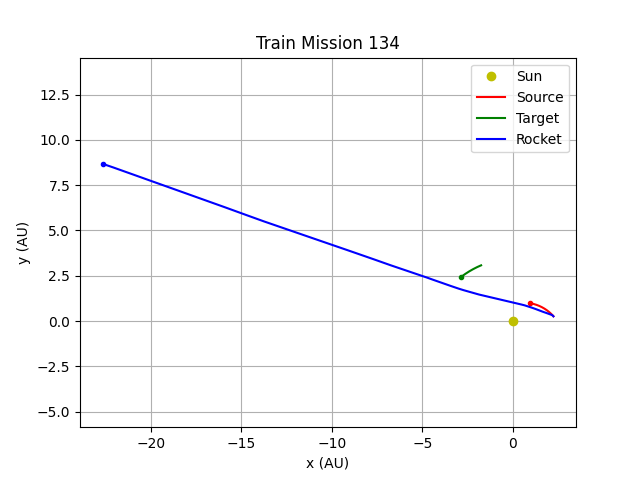 Train Mission 134
Sun
Source
Target
Rocket
12.5
10.0
7.5
5.0
2.5
0.0
−2.5
−5.0
y (AU)
−20
−15
−10
−5
0
x (AU)